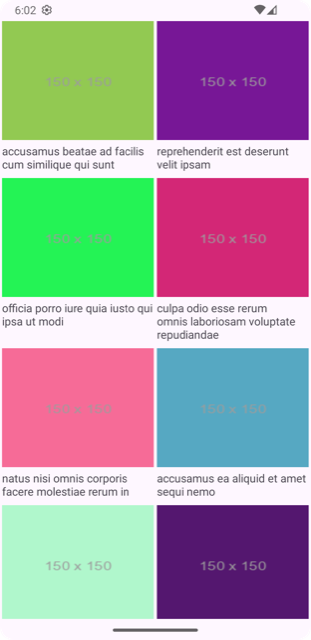 6:02
150 x 150
150 x 150
accusamus beatae ad facilis
cum similique qui sunt
reprehenderit est deserunt
velit ipsam
150 x 150
150 x 150
officia porro iure quia iusto qui
ipsa ut modi
culpa odio esse rerum
omnis laboriosam voluptate
repudiandae
150 x 150
150 x 150
natus nisi omnis corporis
facere molestiae rerum in
accusamus ea aliquid et amet
sequi nemo
150 x 150
150 x 150